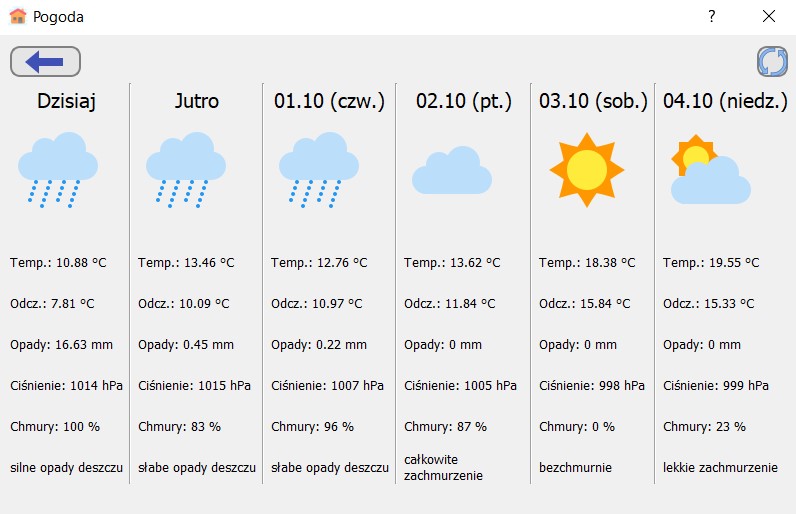 Pogoda
?
Dzisiaj
Temp.: 10.88 °C
Odcz.: 7.81 °C
Opady: 16.63 mm
Ciśnienie: 1014 hPa
Chmury: 100 %
silne opady deszczu
Jutro
Temp.: 13.46 °C
Odcz.: 10.09 °C
Opady: 0.45 mm
Ciśnienie: 1015 hPa
Chmury: 83 %
słabe opady deszczu
01.10 (czw.)
Temp.: 12.76 °C
Odcz.: 10.97 °C
Opady: 0.22 mm
Ciśnienie: 1007 hPa
Chmury: 96 %
słabe opady deszczu
02.10 (pt.)
Temp.: 13.62 °C
Odcz.: 11.84 °C
Opady: 0 mm
Ciśnienie: 1005 hPa
Chmury: 87 %
całkowite
zachmurzenie
03.10 (sob.)
Temp.: 18.38 °C
Odcz.: 15.84 °C
Opady: 0 mm
Ciśnienie: 998 hPa
Chmury: 0 %
bezchmurnie
04.10 (niedz.)
Temp.: 19.55 °C
Odcz.: 15.33 °C
Opady: 0 mm
Ciśnienie: 999 hPa
Chmury: 23 %
lekkie zachmurzenie